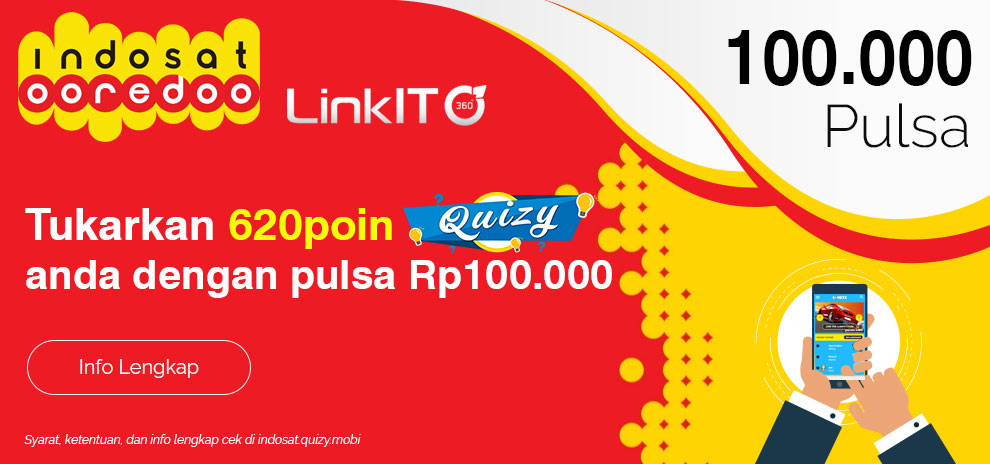 indosat
ooredoo
LinkIT 360°
100.000
Pulsa
Tukarkan 620poin Quizy
anda dengan pulsa Rp100.000
Info Lengkap
Syarat, ketentuan, dan info lengkap cek di indosat.quizy.mobi